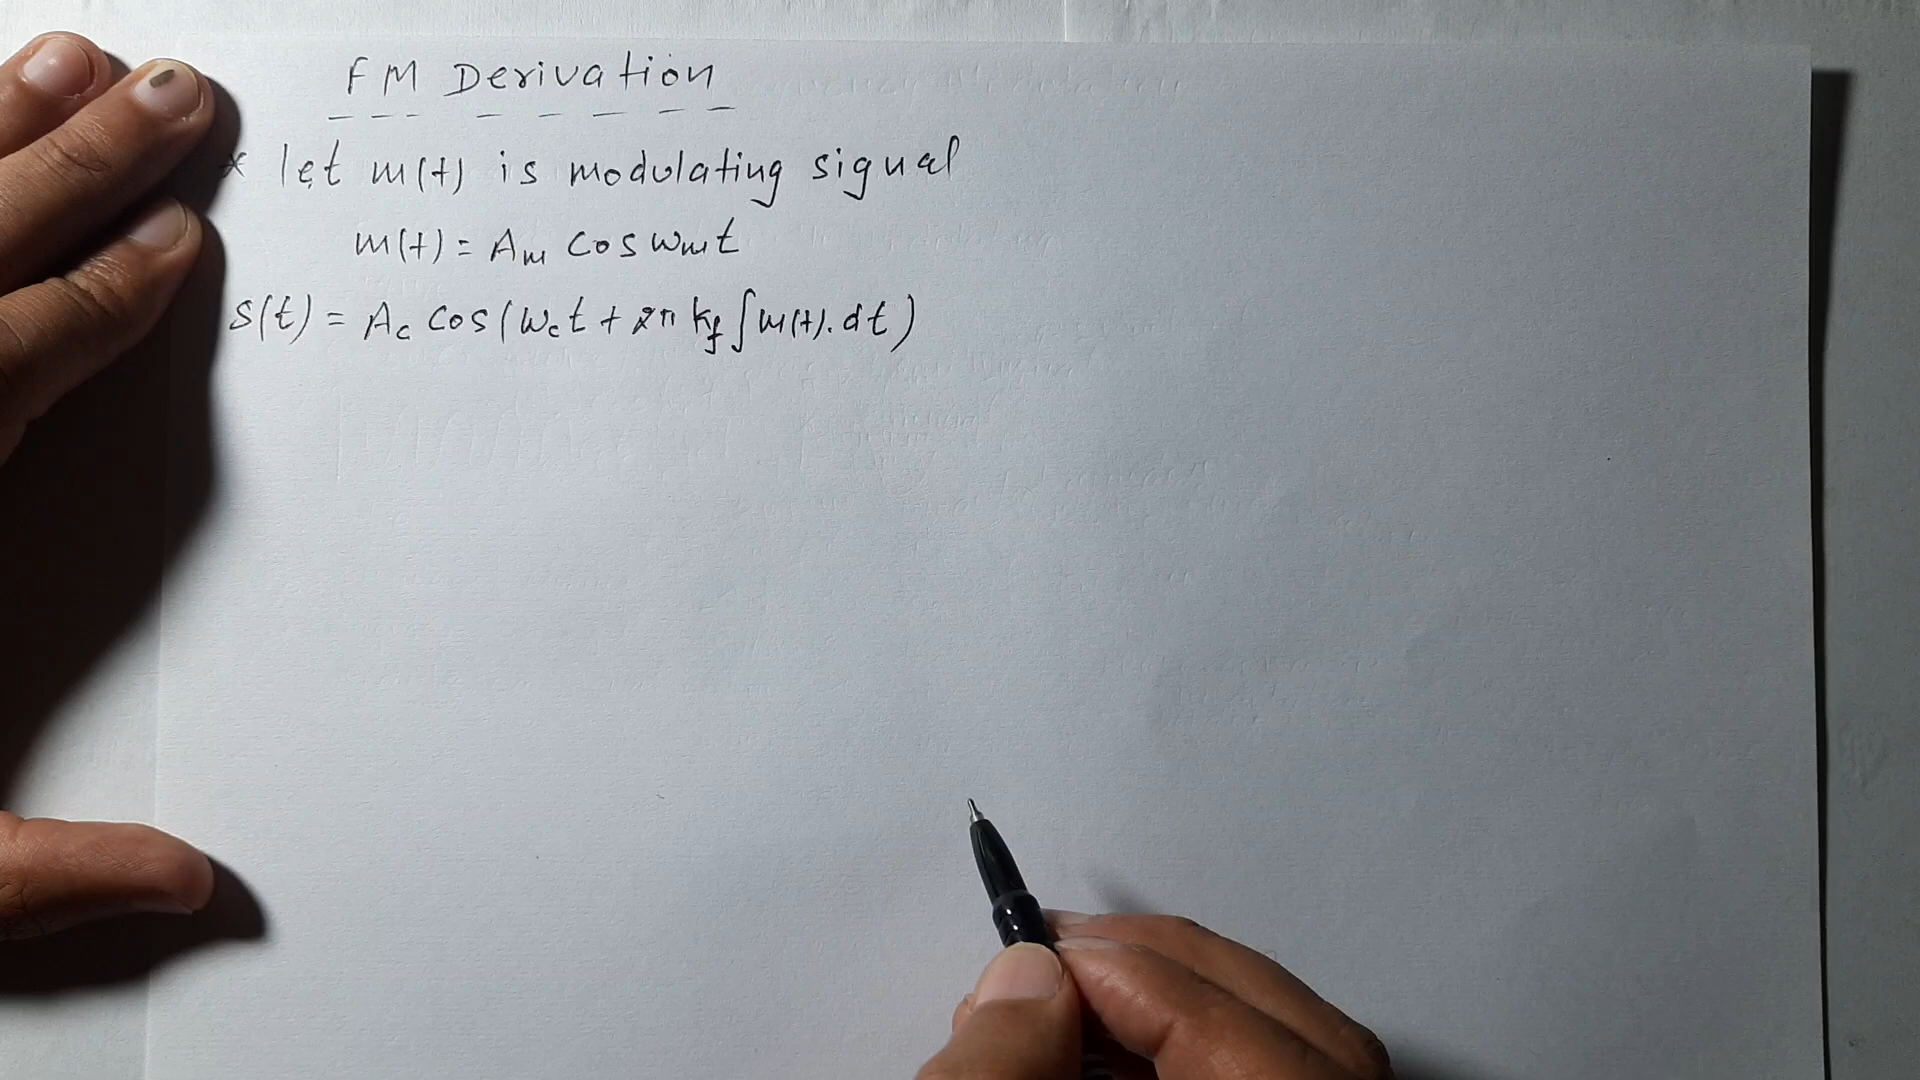 FM Derivation
* let m(t) is modulating signal
m(t) = Am Cos wmt
S(t) = Ac Cos(Wct + 2π kf ∫m(t).dt)